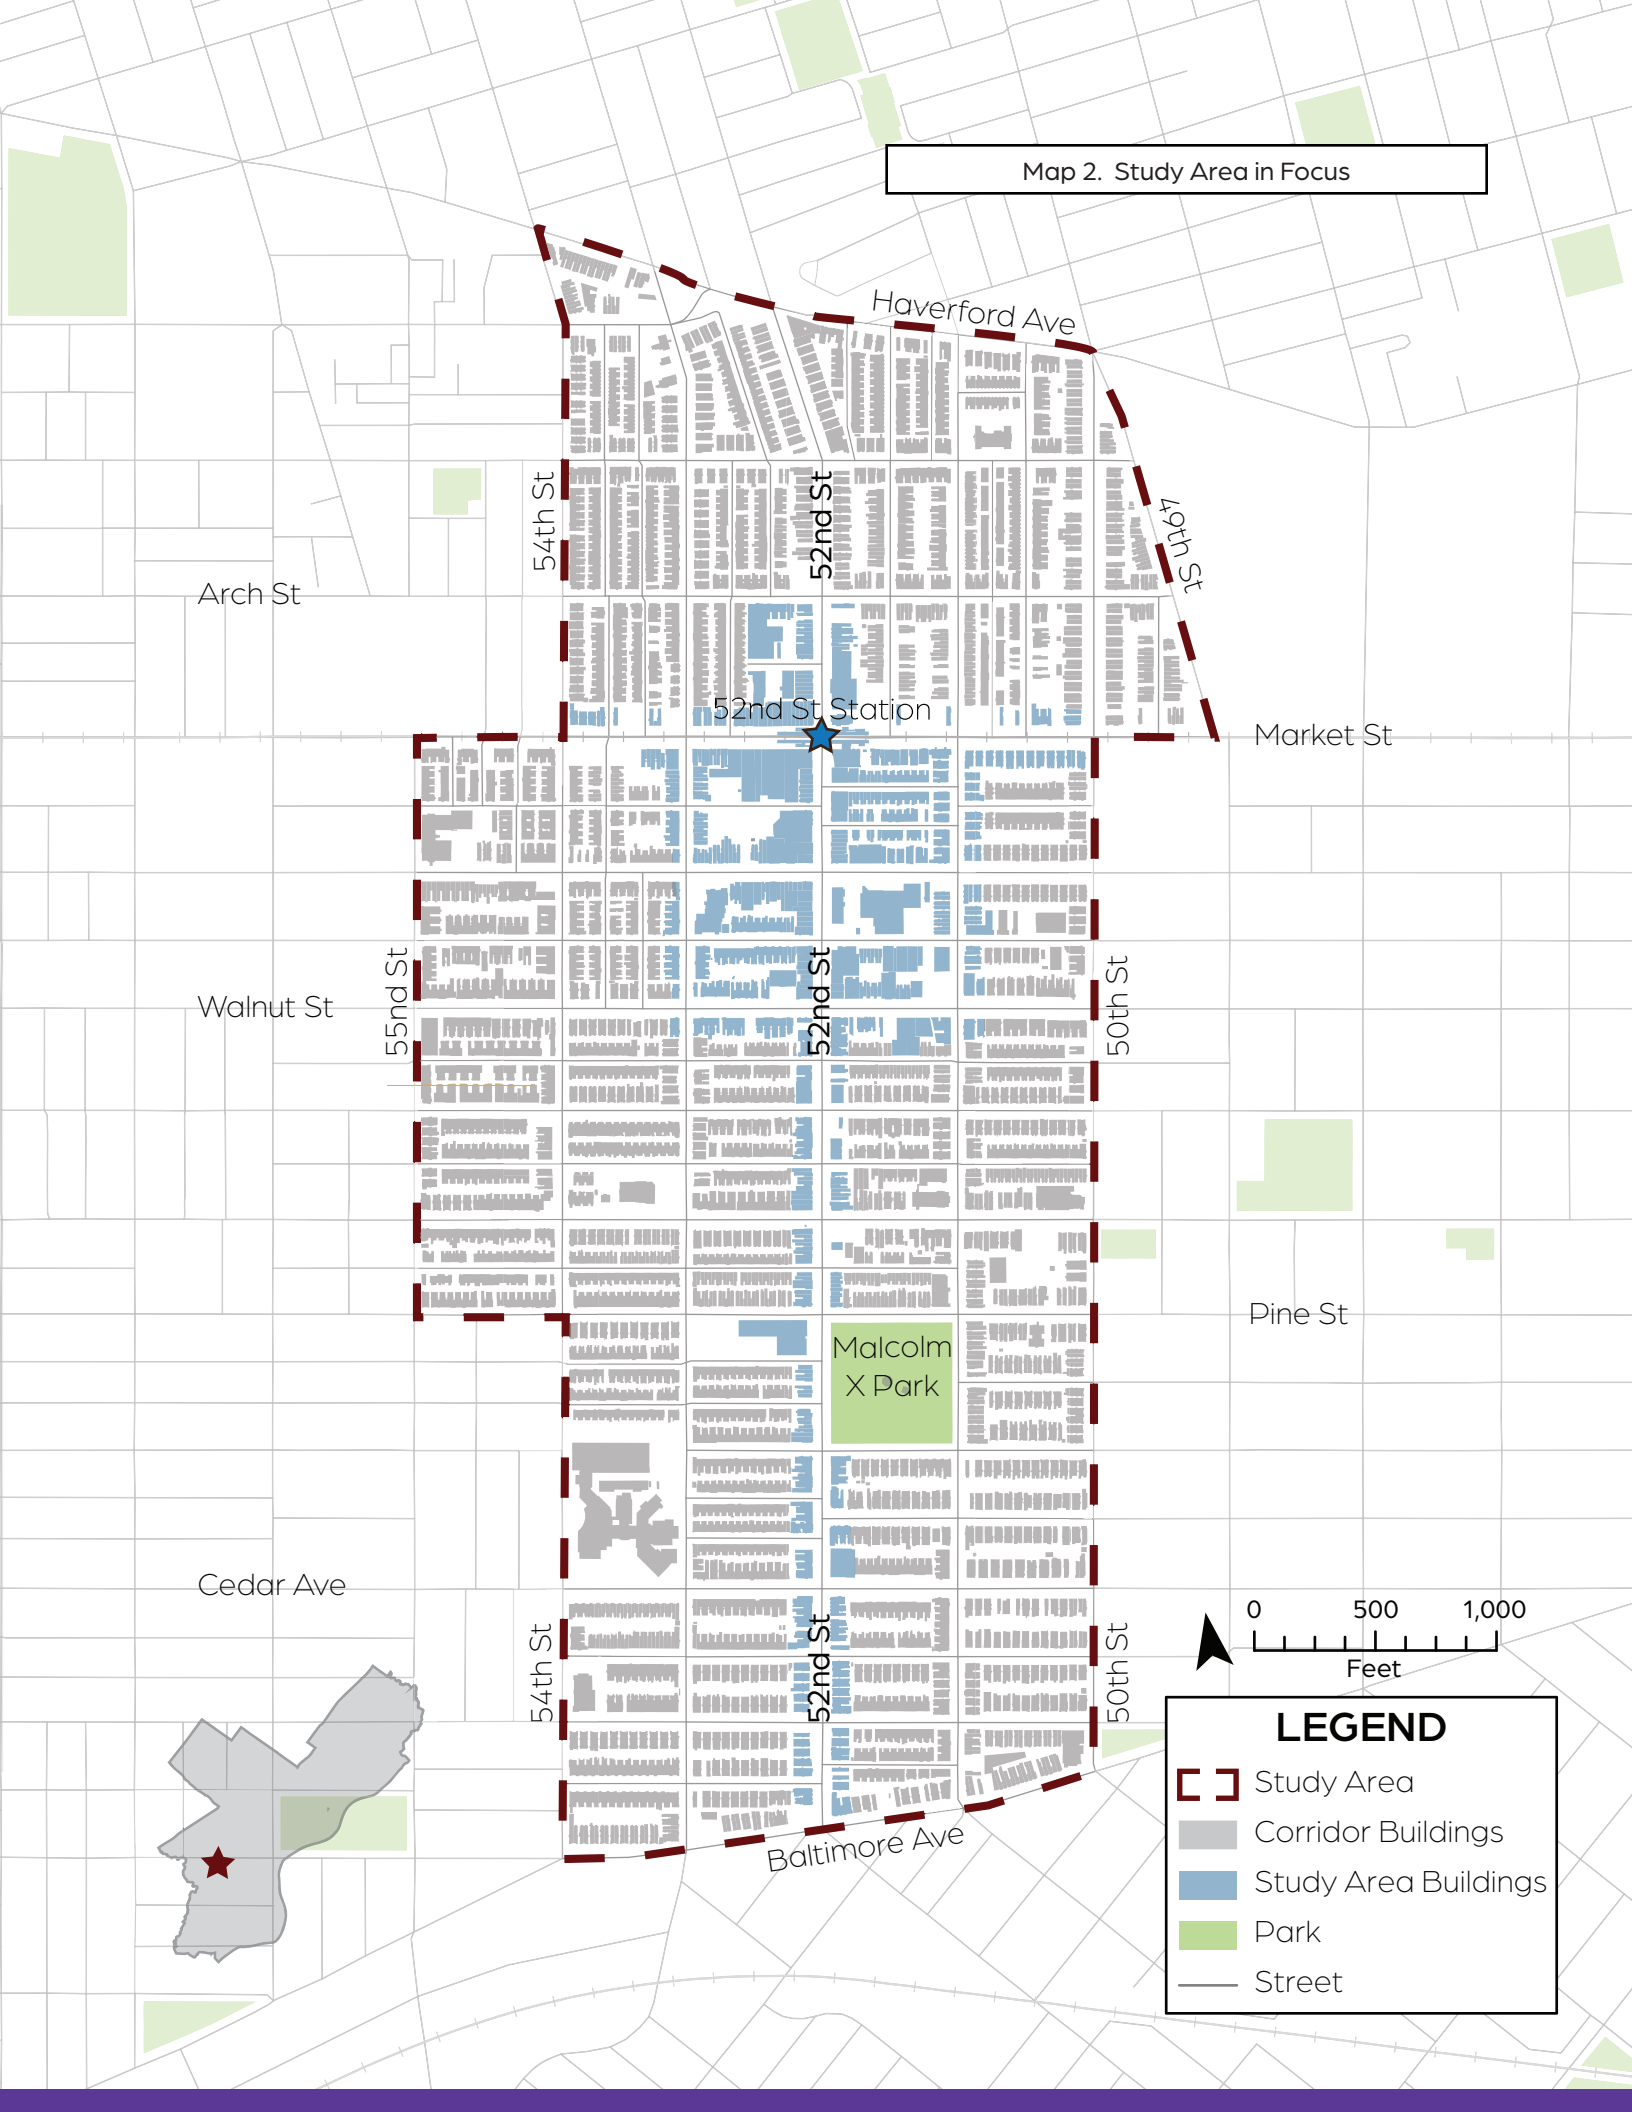 Map 2. Study Area in Focus
Haverford Ave
54th St
52nd St
49th St
Arch St
52nd St Station
Market St
55nd St
52nd St
50th St
Walnut St
Pine St
Malcolm
X Park
Cedar Ave
54th St
52nd St
50th St
0 500 1,000
Feet
Baltimore Ave
LEGEND
Study Area
Corridor Buildings
Study Area Buildings
Park
Street